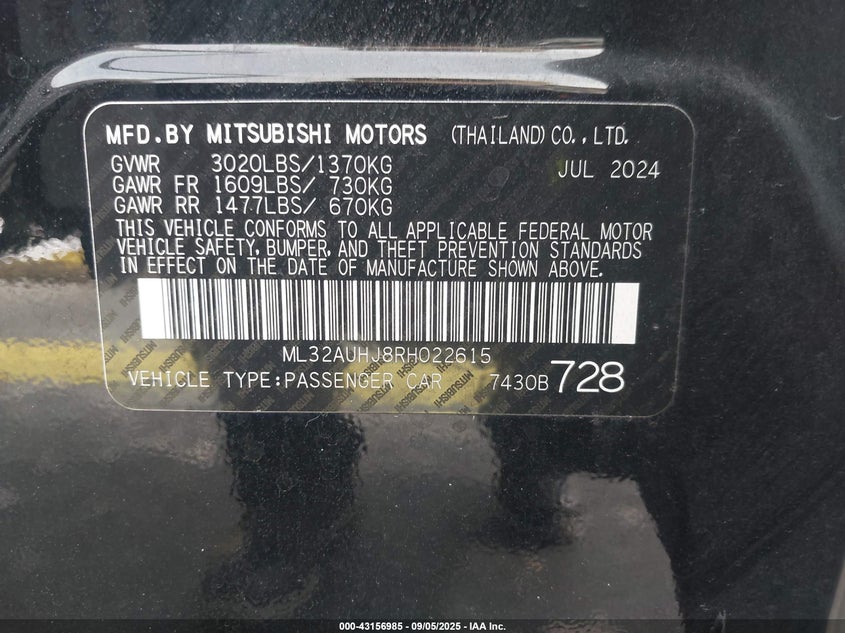 MFD.BY MITSUBISHI MOTORS (THAILAND)CO.,LTD.
GVWR 3020LBS/1370KG JUL 2024
GAWR FR 1609LBS/ 730KG
GAWR RR 1477LBS/ 670KG
THIS VEHICLE CONFORMS TO ALL APPLICABLE FEDERAL MOTOR
VEHICLE SAFETY, BUMPER, AND THEFT PREVENTION STANDARDS
IN EFFECT ON THE DATE OF MANUFACTURE SHOWN ABOVE.
ML32AUHJ8RH022615
VEHICLE TYPE:PASSENGER CAR 7430B 728
000-43156985 - 09/05/2025 - IAA Inc.